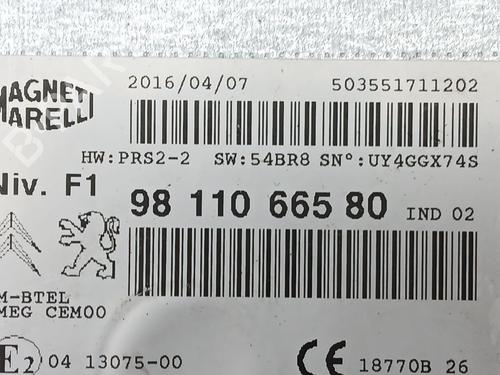 MAGNETI
MARELLI
2016/04/07 503551711202
HW:PRS2-2 SW:54BR8 SN°:UY4GGX74S
Niv. F1
98 110 665 80 IND 02
M-BTEL
MEG CEM00
E2 04 13075-00
CE 18770B 26